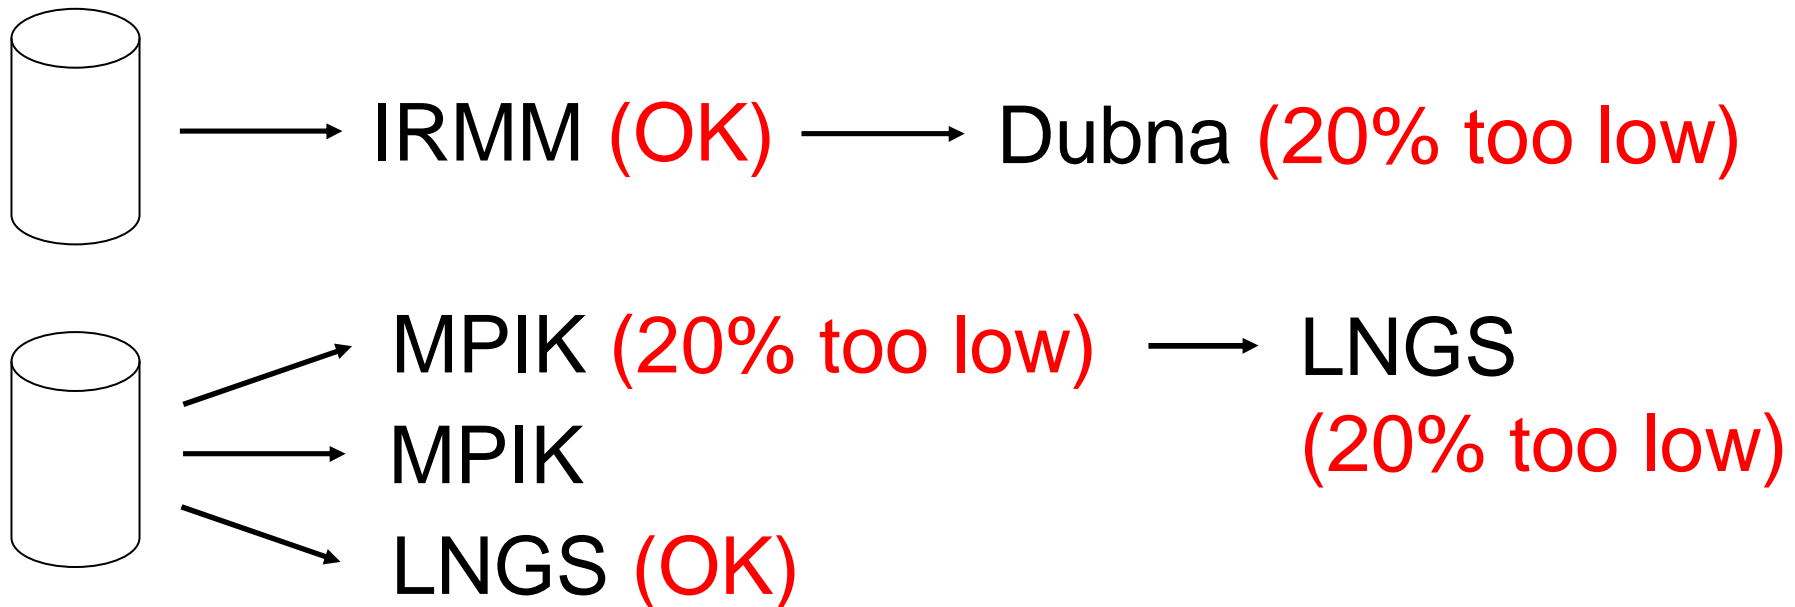 IRMM (OK) Dubna (20% too low)
MPIK (20% too low) LNGS
(20% too low)
MPIK
LNGS (OK)